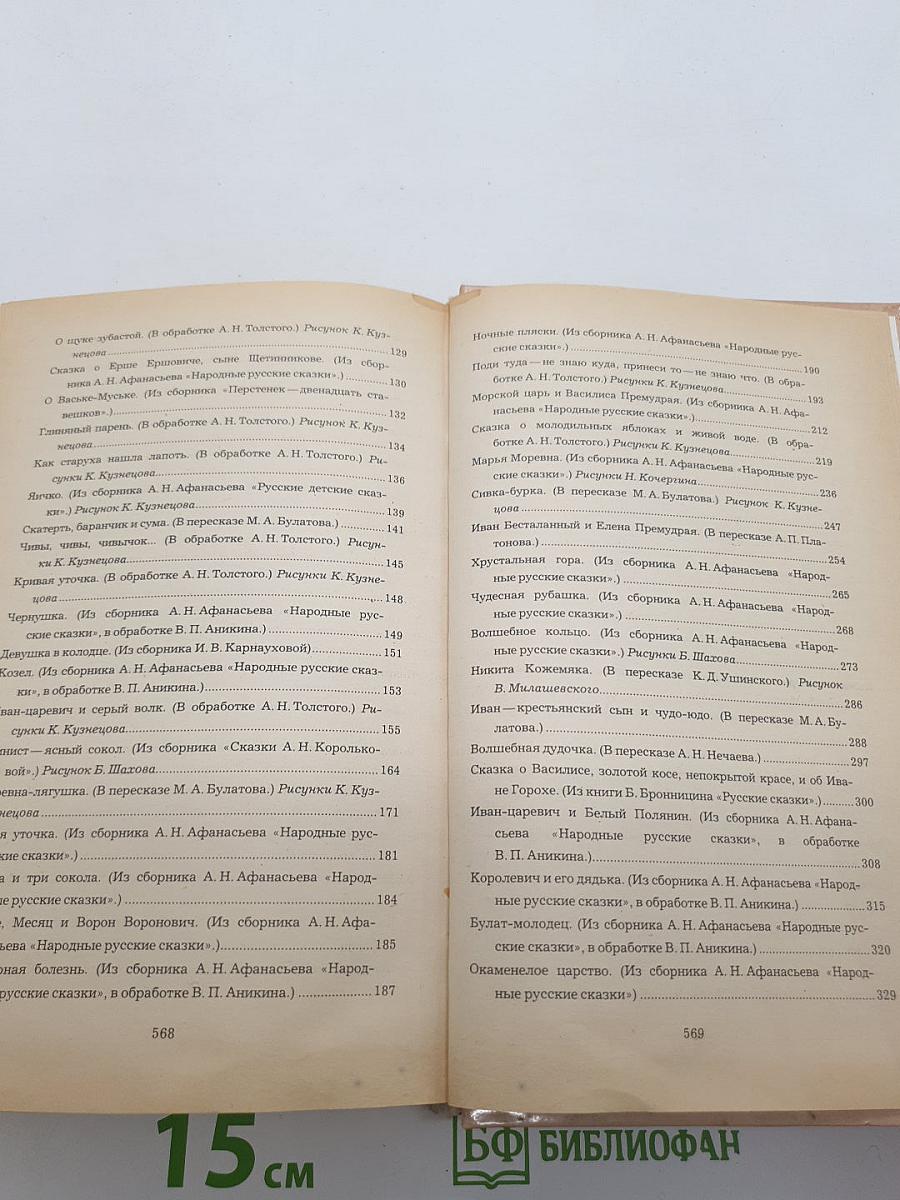 О щуке зубастой. (В обработке А. Н. Толстого.) Рисунок К. Куз-
нецова ........ 129
Сказка о Ерше Ершовиче, сыне Щетинникове. (Из сбор-
ника А. Н. Афанасьева «Народные русские сказки».) ........ 130
О Ваське-Муське. (Из сборника «Перстенек — двенадцать ста-
вешков».) ........ 132
Глиняный парень. (В обработке А. Н. Толстого.) Рисунок К. Куз-
нецова ........ 134
Как старуха нашла лапоть. (В обработке А. Н. Толстого.) Ри-
сунки К. Кузнецова ........ 136
Яичко. (Из сборника А. Н. Афанасьева «Русские детские сказ-
ки».) Рисунок К. Кузнецова ........ 139
Скатерть, баранчик и сума. (В пересказе М. А. Булатова.) ........ 141
Чивы, чивы, чивычок... (В обработке А. Н. Толстого.) Рисун-
ки К. Кузнецова ........ 145
Кривая уточка. (В обработке А. Н. Толстого.) Рисунки К. Кузне-
цова ........ 148
Чернушка. (Из сборника А. Н. Афанасьева «Народные рус-
ские сказки», в обработке В. П. Аникина.) ........ 149
Девушка в колодце. (Из сборника И. В. Карнауховой) ........ 151
Козел. (Из сборника А. Н. Афанасьева «Народные русские сказ-
ки», в обработке В. П. Аникина.) ........ 153
ван-царевич и серый волк. (В обработке А. Н. Толстого.) Ри-
сунки К. Кузнецова ........ 155
инист — ясный сокол. (Из сборника «Сказки А. Н. Королько-
вой».) Рисунок Б. Шахова ........ 164
ревна-лягушка. (В пересказе М. А. Булатова.) Рисунки К. Куз-
нецова ........ 171
я уточка. (Из сборника А. Н. Афанасьева «Народные рус-
кие сказки».) ........ 181
а и три сокола. (Из сборника А. Н. Афанасьева «Народ-
ые русские сказки».) ........ 184
е, Месяц и Ворон Воронович. (Из сборника А. Н. Афа-
ьева «Народные русские сказки».) ........ 185
рная болезнь. (Из сборника А. Н. Афанасьева «Народ-
русские сказки», в обработке В. П. Аникина.) ........ 187
568
Ночные пляски. (Из сборника А. Н. Афанасьева «Народные рус-
ские сказки».) ........ 190
Поди туда — не знаю куда, принеси то — не знаю что. (В обра-
ботке А. Н. Толстого.) Рисунки К. Кузнецова ........ 193
Морской царь и Василиса Премудрая. (Из сборника А. Н. Афа-
насьева «Народные русские сказки».) ........ 212
Сказка о молодильных яблоках и живой воде. (В обра-
ботке А. Н. Толстого.) Рисунки К. Кузнецова ........ 219
Марья Моревна. (Из сборника А. Н. Афанасьева «Народные рус-
ские сказки».) Рисунки Н. Кочергина ........ 236
Сивка-бурка. (В пересказе М. А. Булатова.) Рисунок К. Кузне-
цова ........ 247
Иван Бесталанный и Елена Премудрая. (В пересказе А. П. Пла-
тонова.) ........ 254
Хрустальная гора. (Из сборника А. Н. Афанасьева «Народ-
ные русские сказки».) ........ 265
Чудесная рубашка. (Из сборника А. Н. Афанасьева «Народ-
ные русские сказки».) ........ 268
Волшебное кольцо. (Из сборника А. Н. Афанасьева «Народ-
ные русские сказки».) Рисунки Б. Шахова ........ 273
Никита Кожемяка. (В пересказе К. Д. Ушинского.) Рисунок
В. Милашевского ........ 286
Иван — крестьянский сын и чудо-юдо. (В пересказе М. А. Бу-
латова.) ........ 288
Волшебная дудочка. (В пересказе А. Н. Нечаева.) ........ 297
Сказка о Василисе, золотой косе, непокрытой красе, и об Ива-
не Горохе. (Из книги Б. Бронницина «Русские сказки».) ........ 300
Иван-царевич и Белый Полянин. (Из сборника А. Н. Афана-
сьева «Народные русские сказки», в обработке
В. П. Аникина.) ........ 308
Королевич и его дядька. (Из сборника А. Н. Афанасьева «Народ-
ные русские сказки», в обработке В. П. Аникина.) ........ 315
Булат-молодец. (Из сборника А. Н. Афанасьева «Народные рус-
ские сказки», в обработке В. П. Аникина.) ........ 320
Окаменелое царство. (Из сборника А. Н. Афанасьева «Народ-
ные русские сказки») ........ 329
569
15 см
БФ БИБЛИОФАН